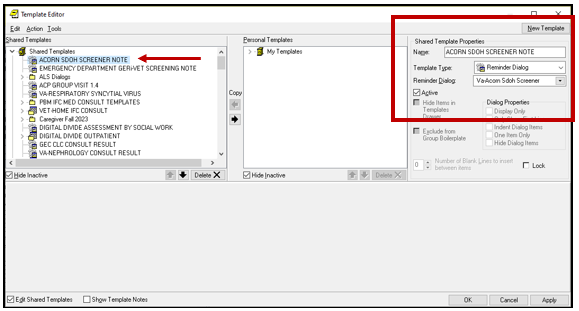 Template Editor
Edit Action Tools
New Template
Shared Templates
Personal Templates
Shared Template Properties
Shared Templates
ACORN SDOH SCREENER NOTE
EMERGENCY DEPARTMENT GERI-VET SCREENING NOTE
ALS Dialogs
ACP GROUP VISIT 1.4
VA-RESPIRATORY SYNCYTIAL VIRUS
PBM IFC MED CONSULT TEMPLATES
VET-HOME IFC CONSULT
Caregiver Fall 2023
DIGITAL DIVIDE ASSESSMENT BY SOCIAL WORK
DIGITAL DIVIDE OUTPATIENT
GEC CLC CONSULT RESULT
VA-NEPHROLOGY CONSULT RESULT
Copy
My Templates
Name: ACORN SDOH SCREENER NOTE
Template Type: Reminder Dialog
Reminder Dialog: Va-Acorn Sdoh Screener
Active
Hide Items in
Templates
Drawer
Dialog Properties
Display Only
Exclude from
Group Boilerplate
Indent Dialog Items
One Item Only
Hide Dialog Items
0 Number of Blank Lines to insert
between items
Lock
Hide Inactive
Delete
Hide Inactive
Delete
Edit Shared Templates
Show Template Notes
OK
Cancel
Apply